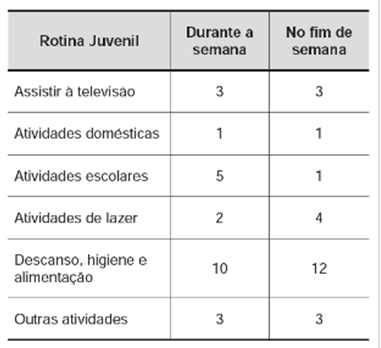 Rotina Juvenil | Durante a semana | No fim de semana
Assistir à televisão | 3 | 3
Atividades domésticas | 1 | 1
Atividades escolares | 5 | 1
Atividades de lazer | 2 | 4
Descanso, higiene e alimentação | 10 | 12
Outras atividades | 3 | 3